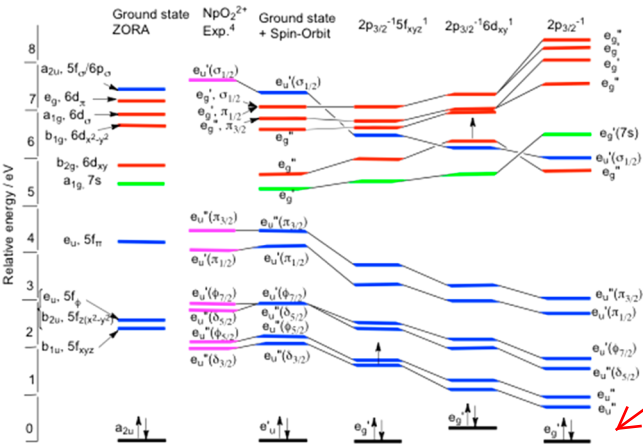 Ground state
ZORA
NpO₂²⁺
Exp.⁴
Ground state
+ Spin-Orbit
2p₃/₂⁻¹5fₓᵧz¹
2p₃/₂⁻¹6dₓᵧ¹
2p₃/₂⁻¹
Relative energy / eV
8
7
6
5
4
3
2
1
0
a₂u, 5fσ/6pσ
eg, 6dπ
a₁g, 6dσ
b₁g, 6dx²-y²
b₂g, 6dxy
a₁g, 7s
eu, 5fπ
eu, 5fϕ
b₂u, 5fz(x²-y²)
b₁u, 5fxyz
a₂u
eu'(σ₁/₂)
eg', σ₁/₂
eg', π₁/₂
eg", π₃/₂
eu"(π₃/₂)
eu'(π₁/₂)
eu'(ϕ₇/₂)
eu"(δ₅/₂)
eu"(ϕ₅/₂)
eu"(δ₃/₂)
eu'(σ₁/₂)
eg"
eg"
eg'
eu"(π₃/₂)
eu'(π₁/₂)
eu'(ϕ₇/₂)
eu"(δ₅/₂)
eu"(ϕ₅/₂)
eu"(δ₃/₂)
e'u
eg'
eg'
eg"
eg'
eg'
eg"
eg'(7s)
eu'(σ₁/₂)
eg"
eu"(π₃/₂)
eu'(π₁/₂)
eu'(ϕ₇/₂)
eu"(δ₅/₂)
eu"
eu"
eg'